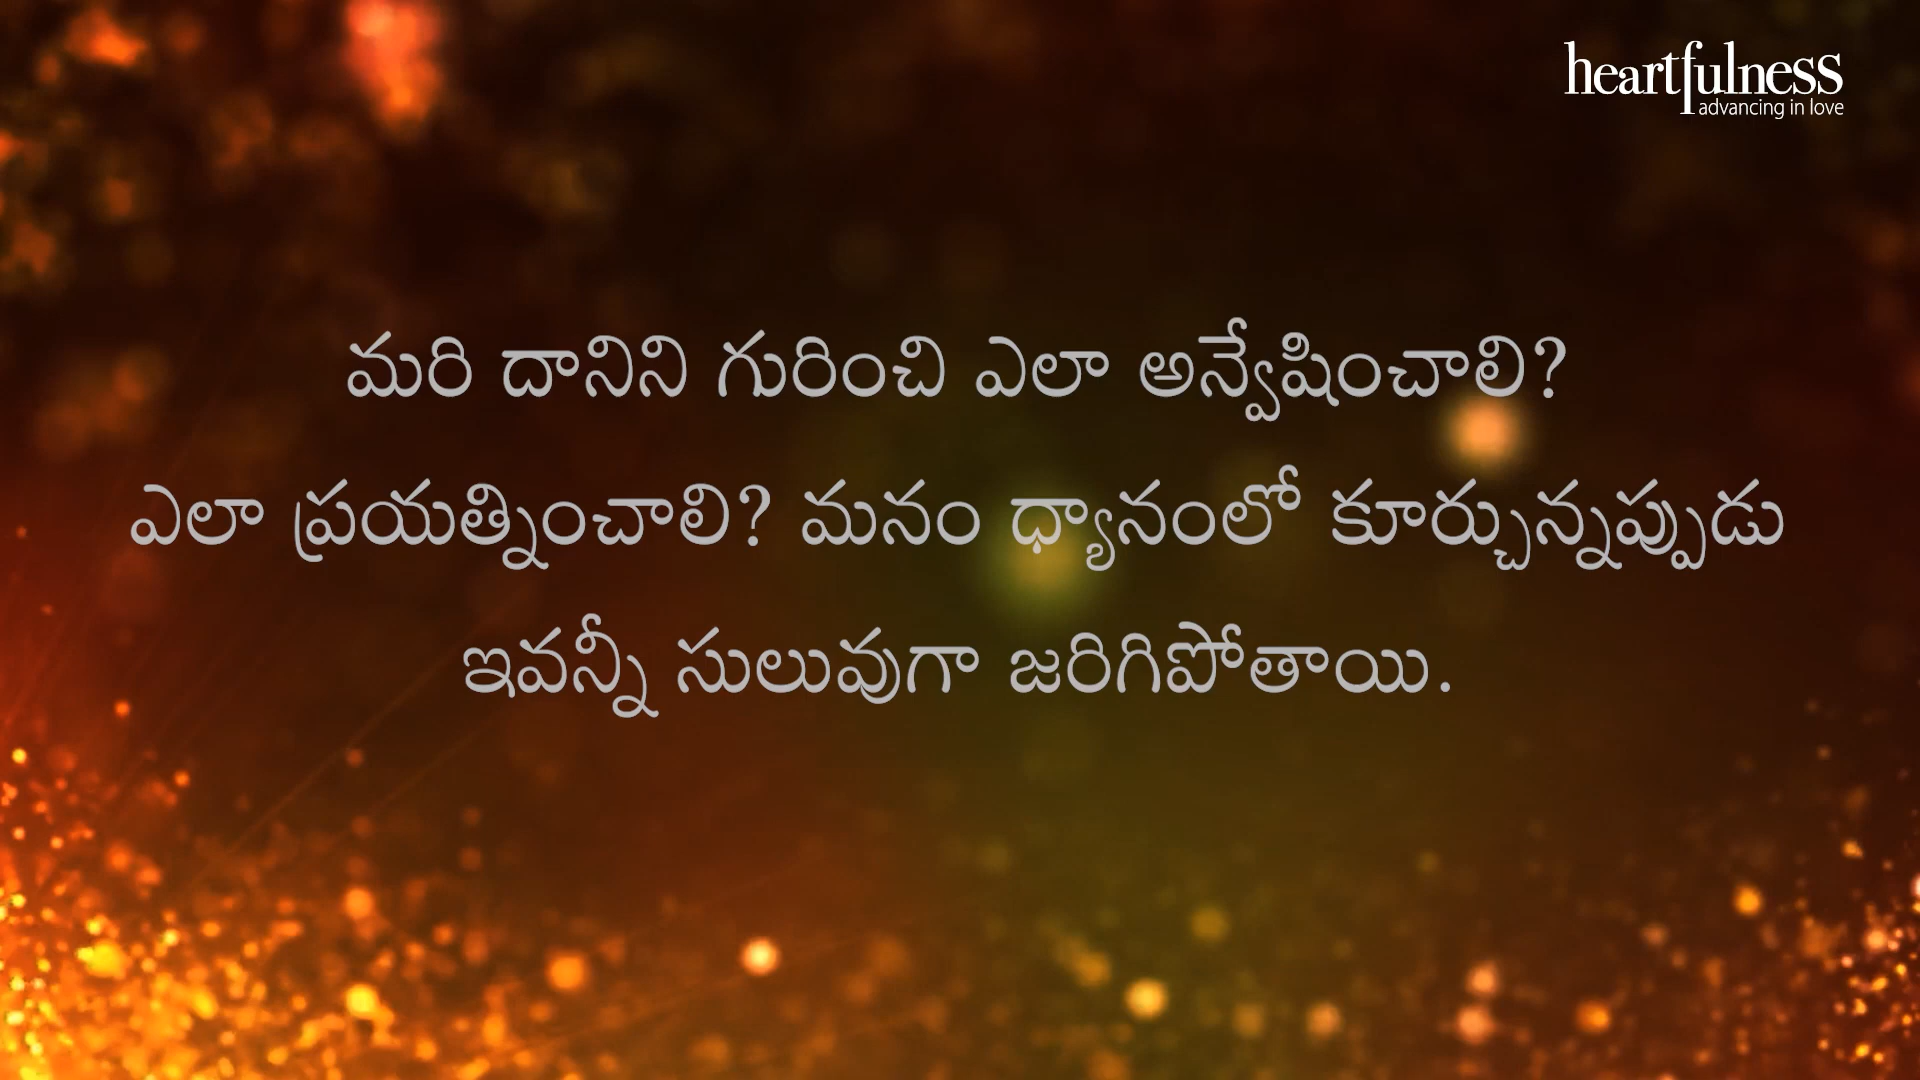 heartfulness
advancing in love
మరి దానిని గురించి ఎలా అన్వేషించాలి?
ఎలా ప్రయత్నించాలి? మనం ధ్యానంలో కూర్చున్నప్పుడు
ఇవన్నీ సులువుగా జరిగిపోతాయి.